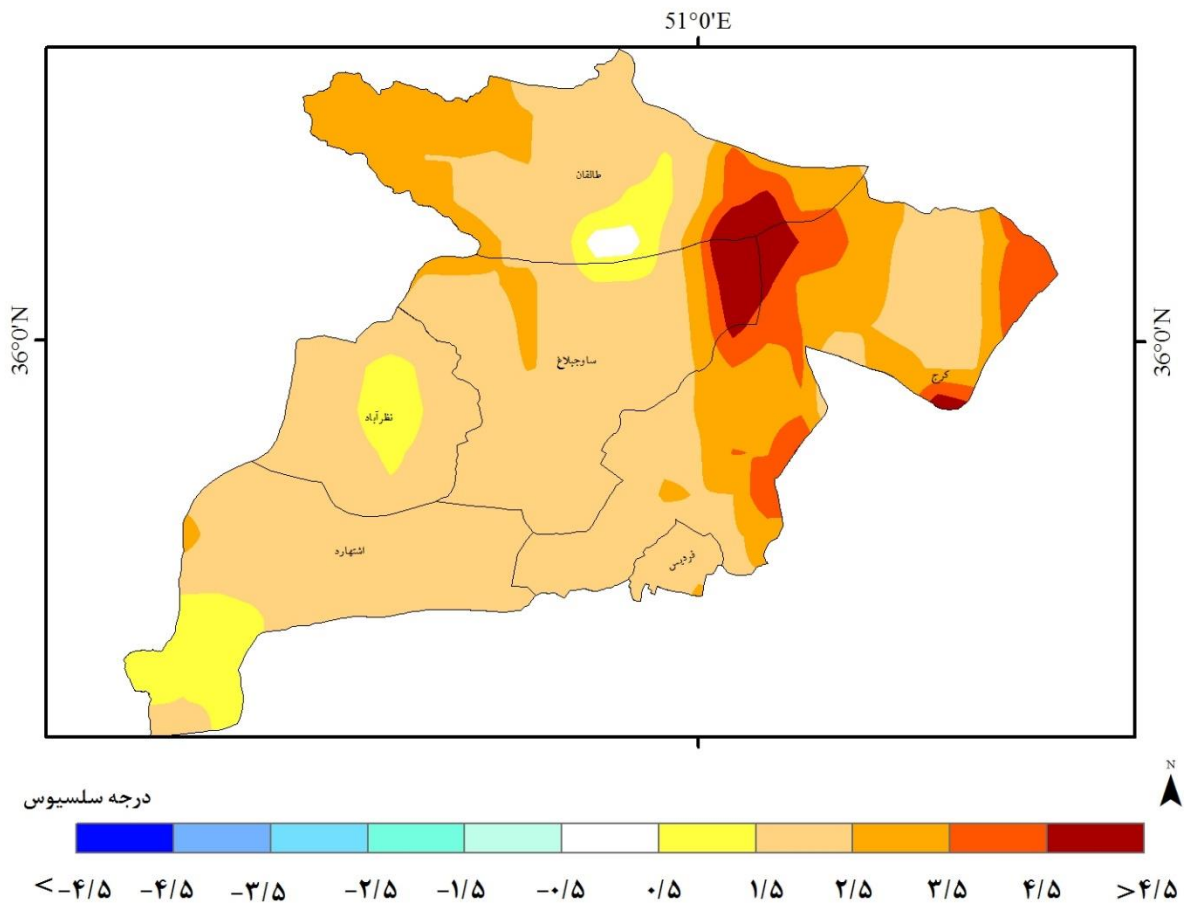 51°0'E
طالقان
36°0'N
36°0'N
ساوجبلاغ
کرج
نظرآباد
اشتهارد
فردیس
N
درجه سلسیوس
< -۴/۵ -۴/۵ -۳/۵ -۲/۵ -۱/۵ -۰/۵ ۰/۵ ۱/۵ ۲/۵ ۳/۵ ۴/۵ >۴/۵